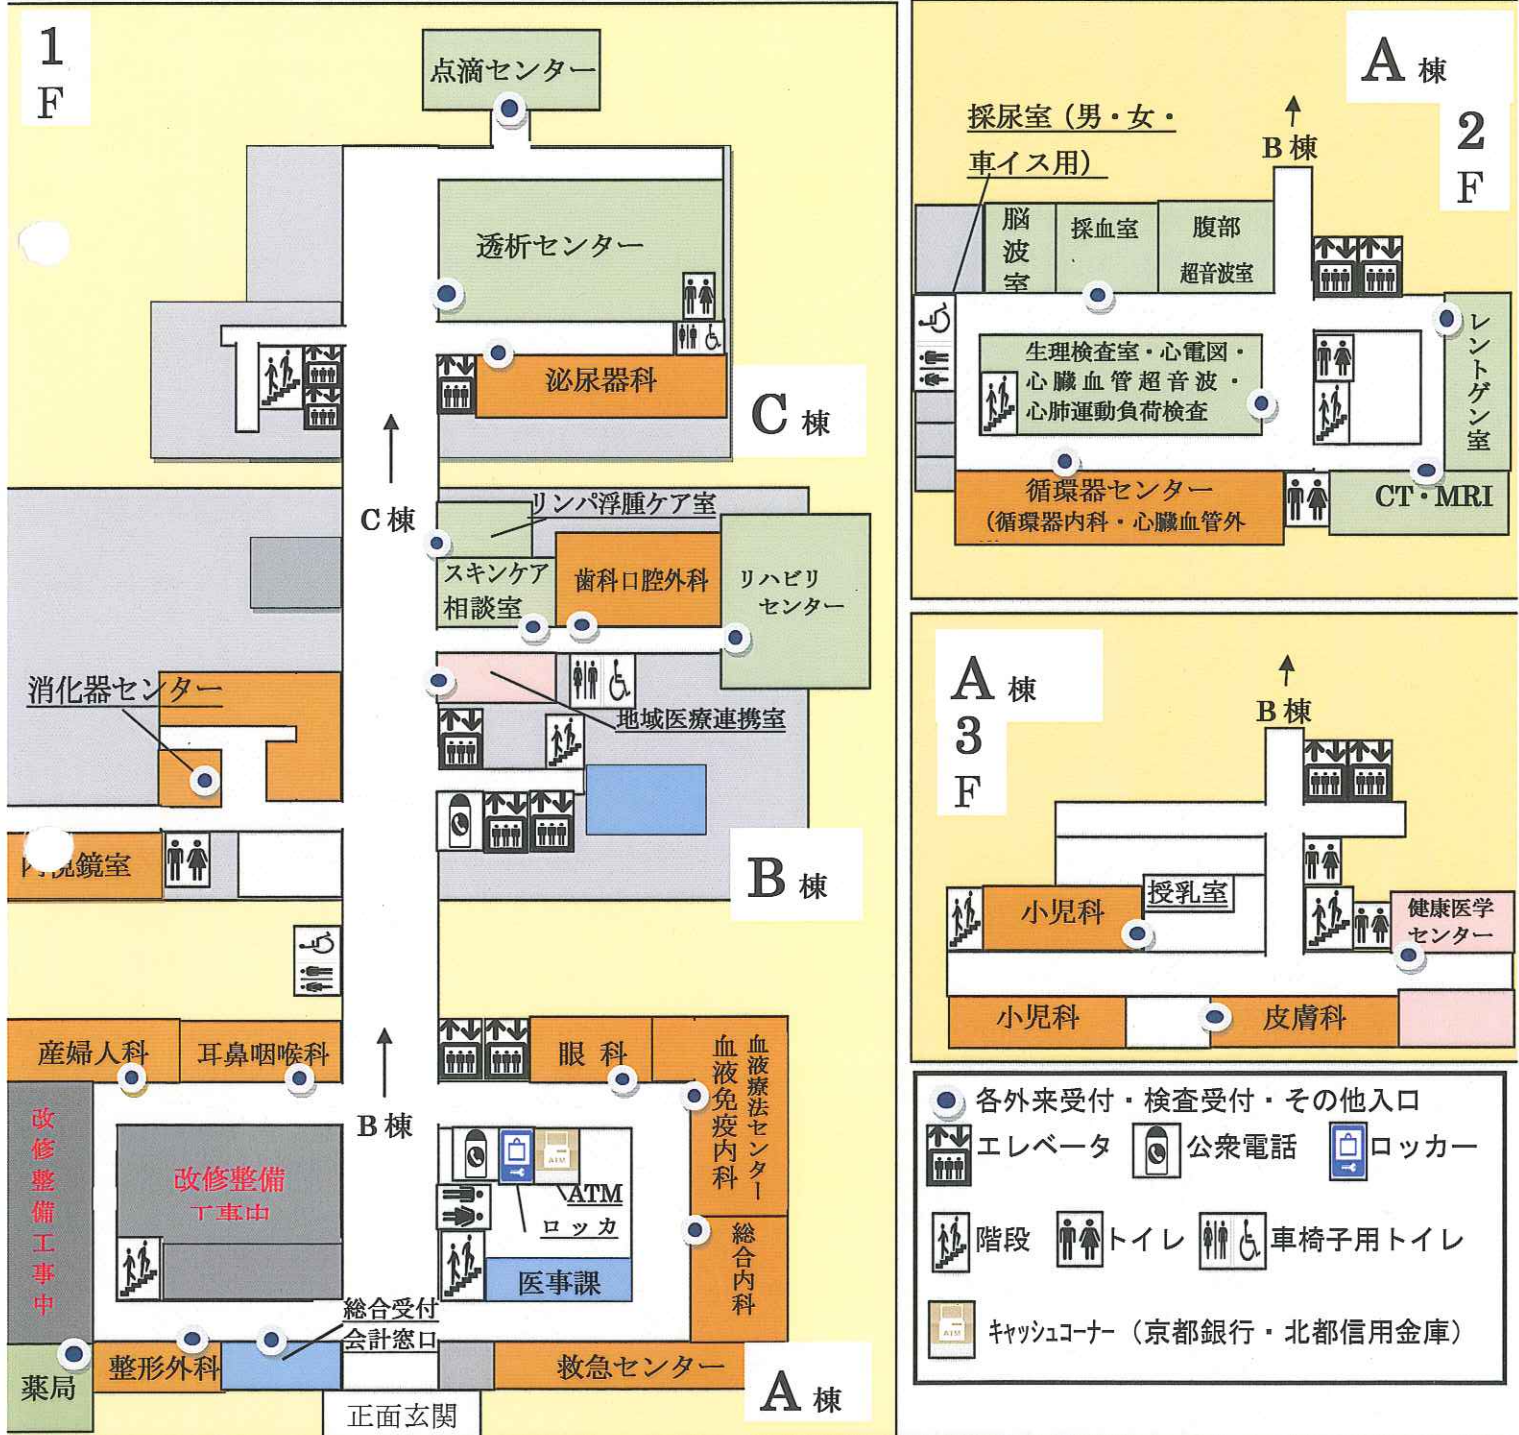 1
F
点滴センター
透析センター
泌尿器科
C 棟
C棟
リンパ浮腫ケア室
スキンケア
相談室
歯科口腔外科
リハビリ
センター
消化器センター
地域医療連携室
鏡室
B 棟
産婦人科
耳鼻咽喉科
眼 科
血液療法センター
血液免疫内科
B棟
改修整備工事中
改修整備
工事中
ATM
ロッカ
医事課
総合内科
総合受付
会計窓口
薬局
整形外科
救急センター
A 棟
正面玄関
A 棟
2
F
採尿室（男・女・
車イス用）
B棟
脳波室
採血室
腹部
超音波室
レントゲン室
生理検査室・心電図・
心臓血管超音波・
心肺運動負荷検査
循環器センター
（循環器内科・心臓血管外
CT・MRI
A 棟
3
F
B棟
小児科
授乳室
健康医学
センター
小児科
皮膚科
各外来受付・検査受付・その他入口
エレベータ
公衆電話
ロッカー
階段
トイレ
車椅子用トイレ
ATM
キャッシュコーナー（京都銀行・北都信用金庫）